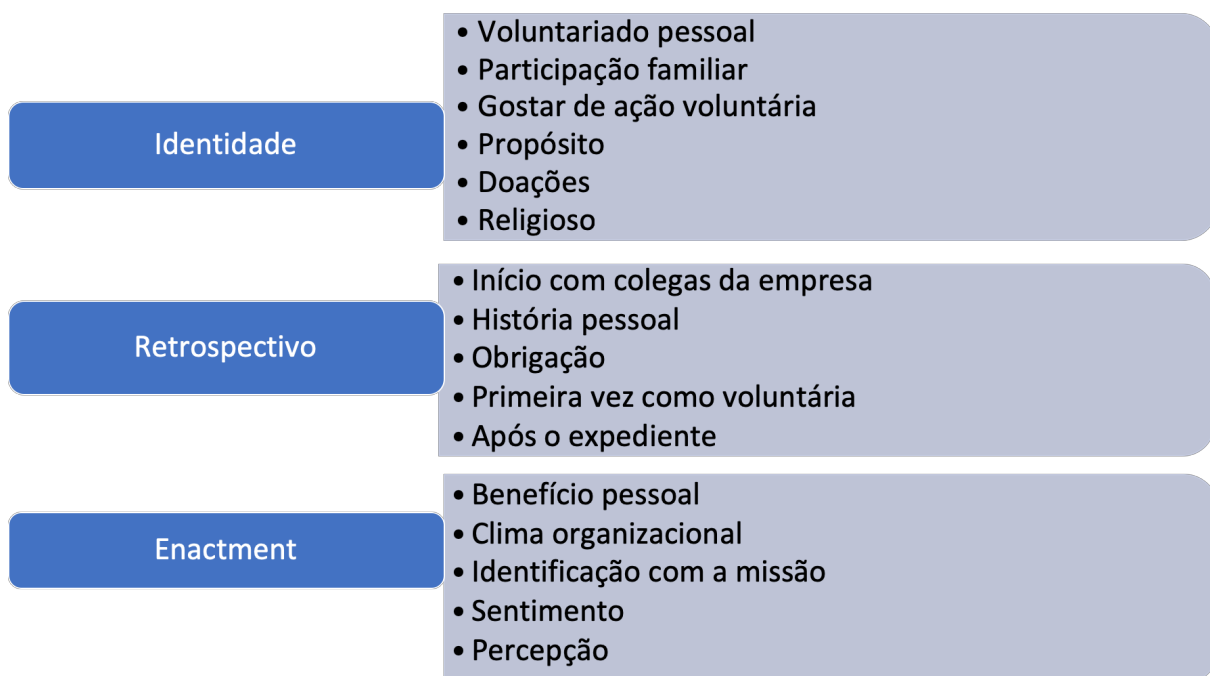 Identidade
• Voluntariado pessoal
• Participação familiar
• Gostar de ação voluntária
• Propósito
• Doações
• Religioso
Retrospectivo
• Início com colegas da empresa
• História pessoal
• Obrigação
• Primeira vez como voluntária
• Após o expediente
Enactment
• Benefício pessoal
• Clima organizacional
• Identificação com a missão
• Sentimento
• Percepção